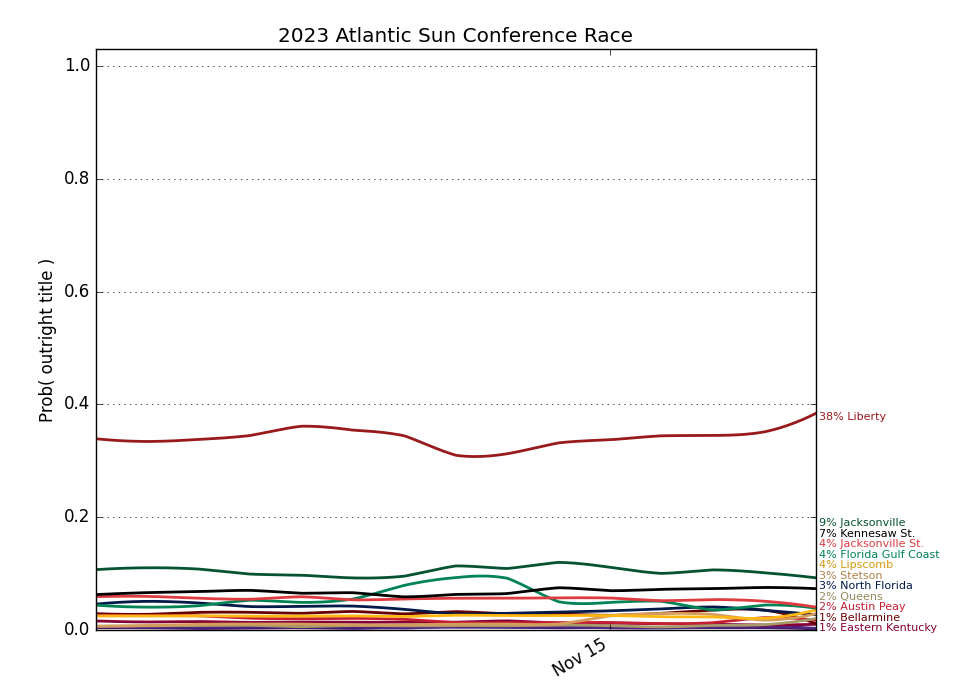 2023 Atlantic Sun Conference Race
Prob( outright title )
1.0
0.8
0.6
0.4
0.2
0.0
Nov 15
38% Liberty
9% Jacksonville
7% Kennesaw St.
4% Jacksonville St.
4% Florida Gulf Coast
4% Lipscomb
3% Stetson
3% North Florida
2% Queens
2% Austin Peay
1% Bellarmine
1% Eastern Kentucky